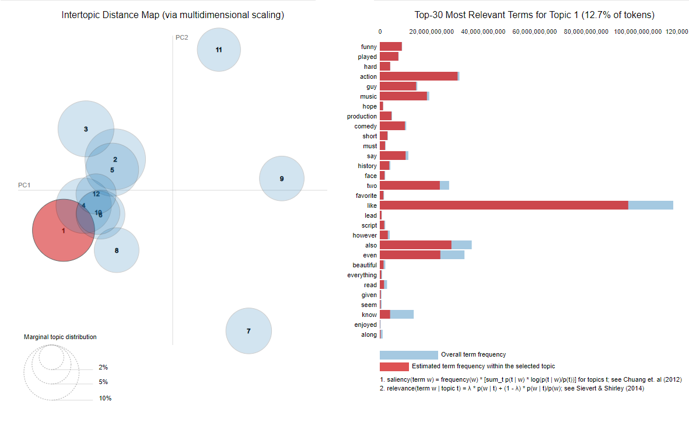 Intertopic Distance Map (via multidimensional scaling)
PC2
PC1
11
3
2
5
9
12
4
10
6
1
8
7
Marginal topic distribution
2%
5%
10%
Top-30 Most Relevant Terms for Topic 1 (12.7% of tokens)
0 20,000,000,000 40,000,000,000 60,000,000,000 80,000,000,000 100,000,000,000 120,000
funny
played
hard
action
guy
music
hope
production
comedy
short
must
say
history
face
two
favorite
like
lead
script
however
also
even
beautiful
everything
read
given
seem
know
enjoyed
along
Overall term frequency
Estimated term frequency within the selected topic
1. saliency(term w) = frequency(w) * [sum_t p(t | w) * log(p(t | w)/p(t))] for topics t; see Chuang et. al (2012)
2. relevance(term w | topic t) = λ * p(w | t) + (1 - λ) * p(w | t)/p(w); see Sievert & Shirley (2014)